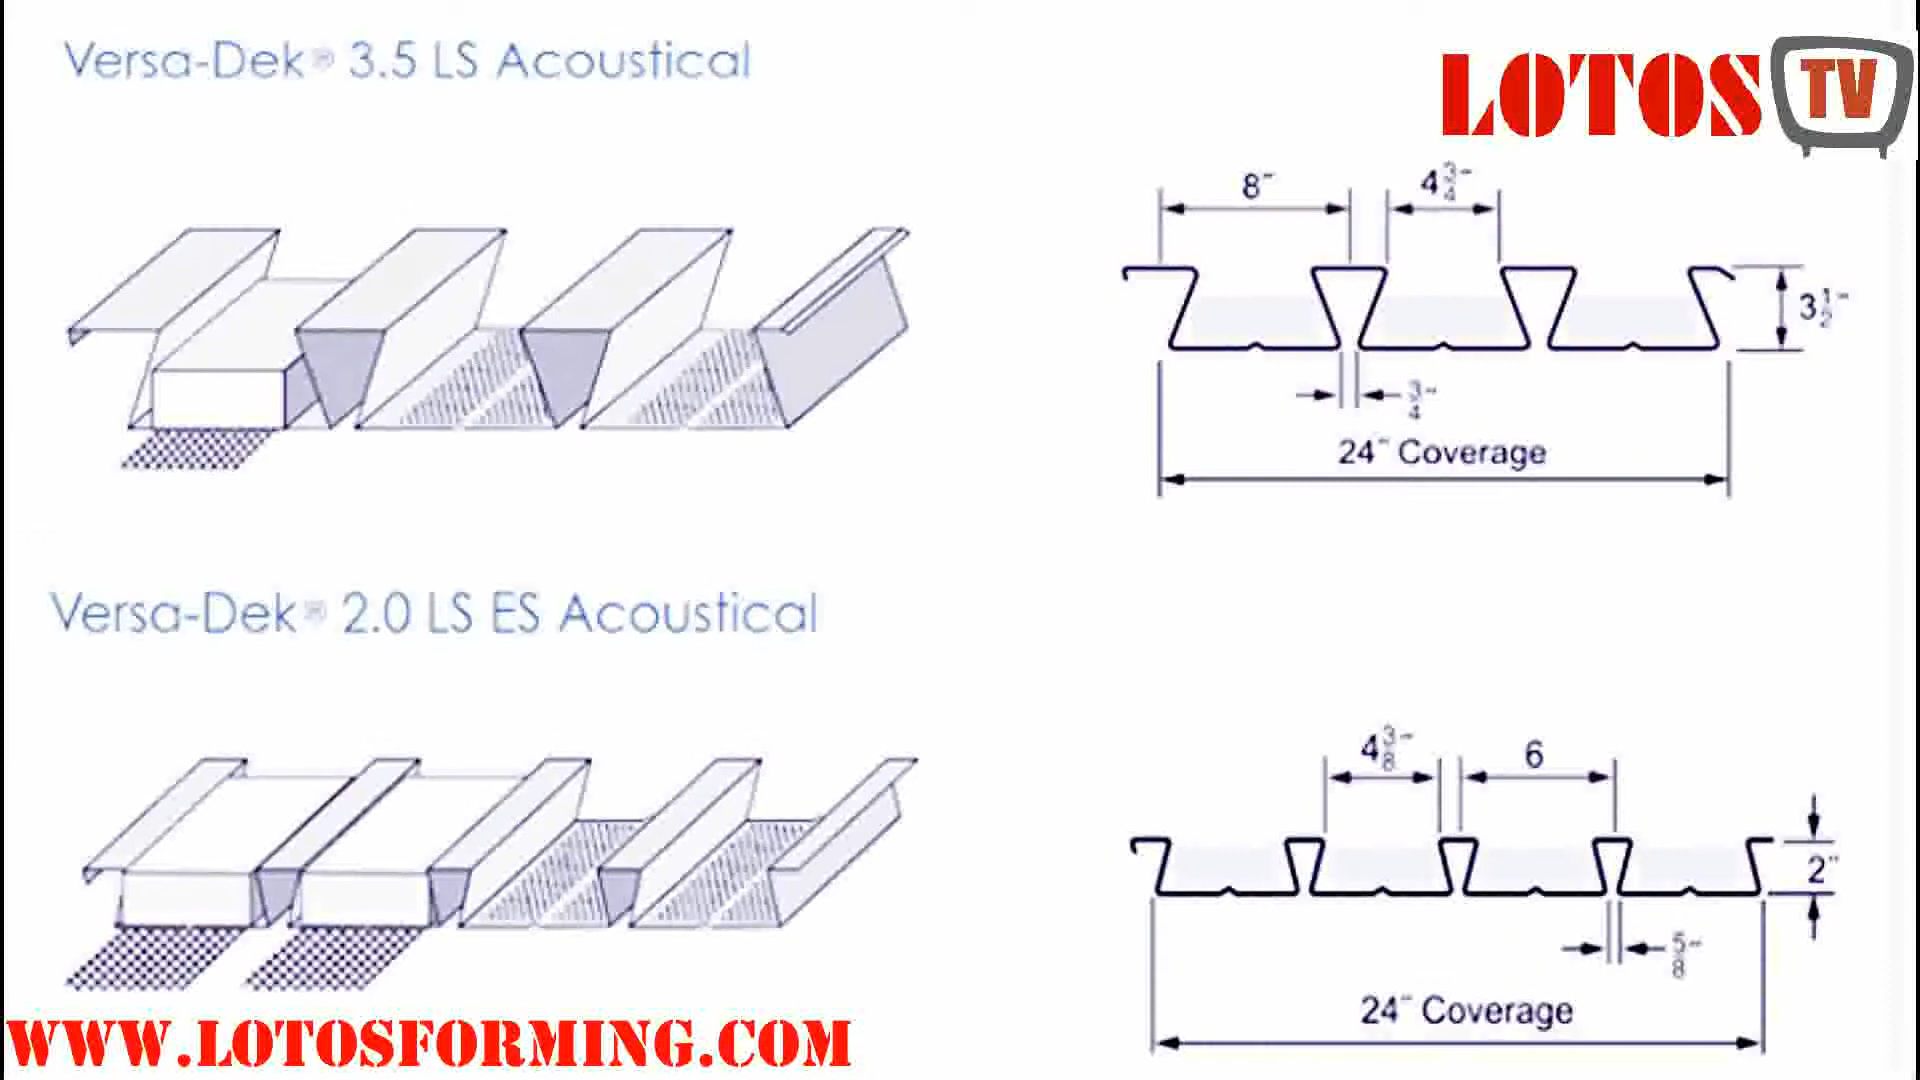 Versa-Dek® 3.5 LS Acoustical
LOTOS TV
8"
4 3/4"
3 1/2"
3/4"
24" Coverage
Versa-Dek® 2.0 LS ES Acoustical
4 3/8"
6
2"
5/8"
24" Coverage
WWW.LOTOSFORMING.COM